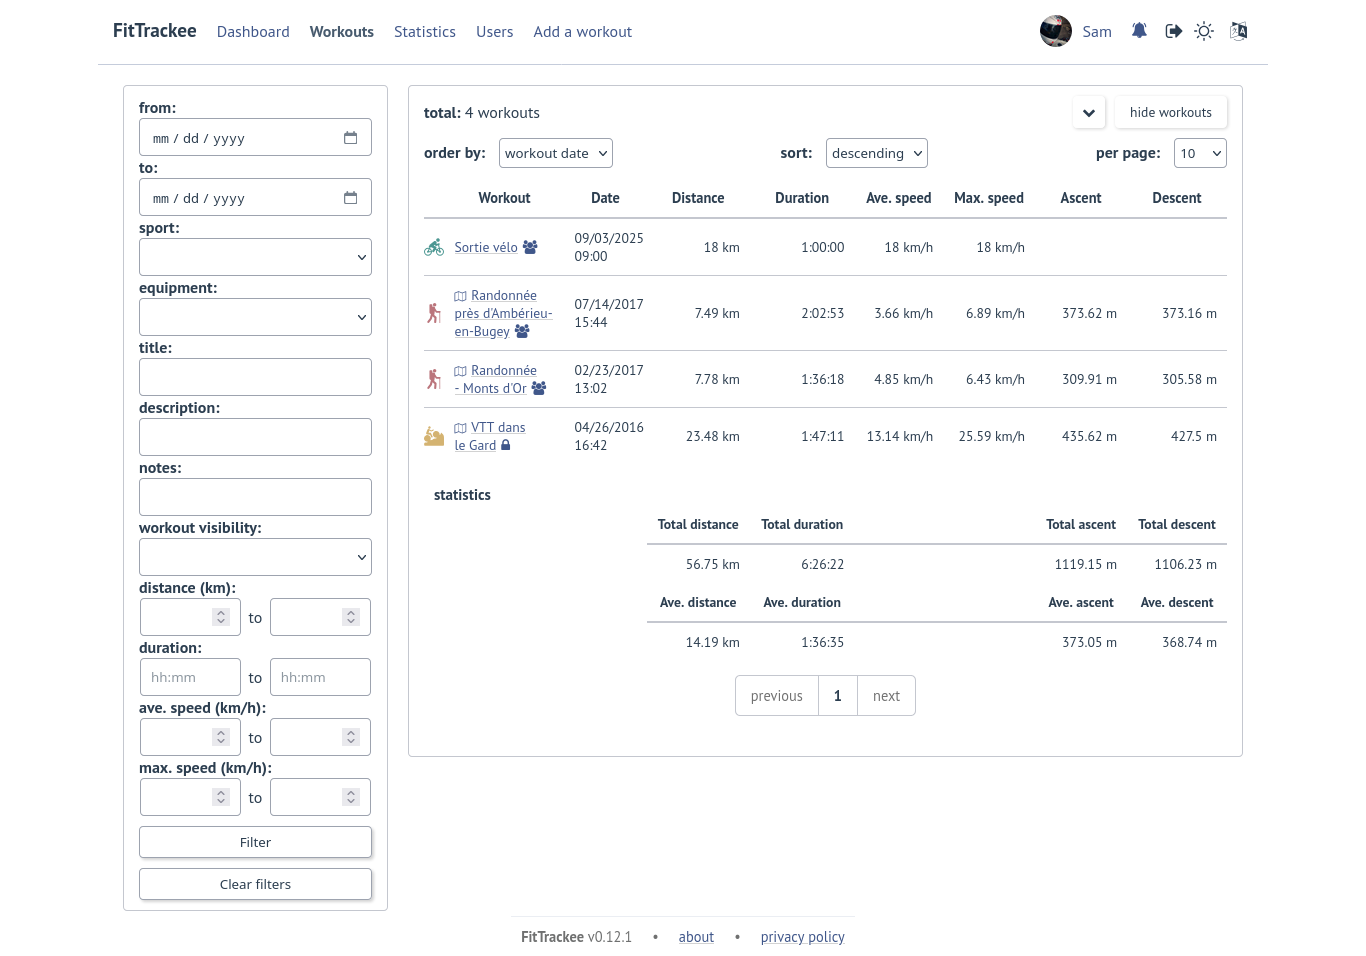 FitTrackee Dashboard Workouts Statistics Users Add a workout Sam
from:
mm / dd / yyyy
to:
mm / dd / yyyy
sport:
equipment:
title:
description:
notes:
workout visibility:
distance (km):
to
duration:
hh:mm to hh:mm
ave. speed (km/h):
to
max. speed (km/h):
to
Filter
Clear filters
total: 4 workouts hide workouts
order by: workout date sort: descending per page: 10
Workout Date Distance Duration Ave. speed Max. speed Ascent Descent
Sortie vélo 09/03/2025 09:00 18 km 1:00:00 18 km/h 18 km/h
Randonnée
près d'Ambérieu-
en-Bugey 07/14/2017 15:44 7.49 km 2:02:53 3.66 km/h 6.89 km/h 373.62 m 373.16 m
Randonnée
- Monts d'Or 02/23/2017 13:02 7.78 km 1:36:18 4.85 km/h 6.43 km/h 309.91 m 305.58 m
VTT dans
le Gard 04/26/2016 16:42 23.48 km 1:47:11 13.14 km/h 25.59 km/h 435.62 m 427.5 m
statistics
Total distance Total duration Total ascent Total descent
56.75 km 6:26:22 1119.15 m 1106.23 m
Ave. distance Ave. duration Ave. ascent Ave. descent
14.19 km 1:36:35 373.05 m 368.74 m
previous 1 next
FitTrackee v0.12.1 • about • privacy policy